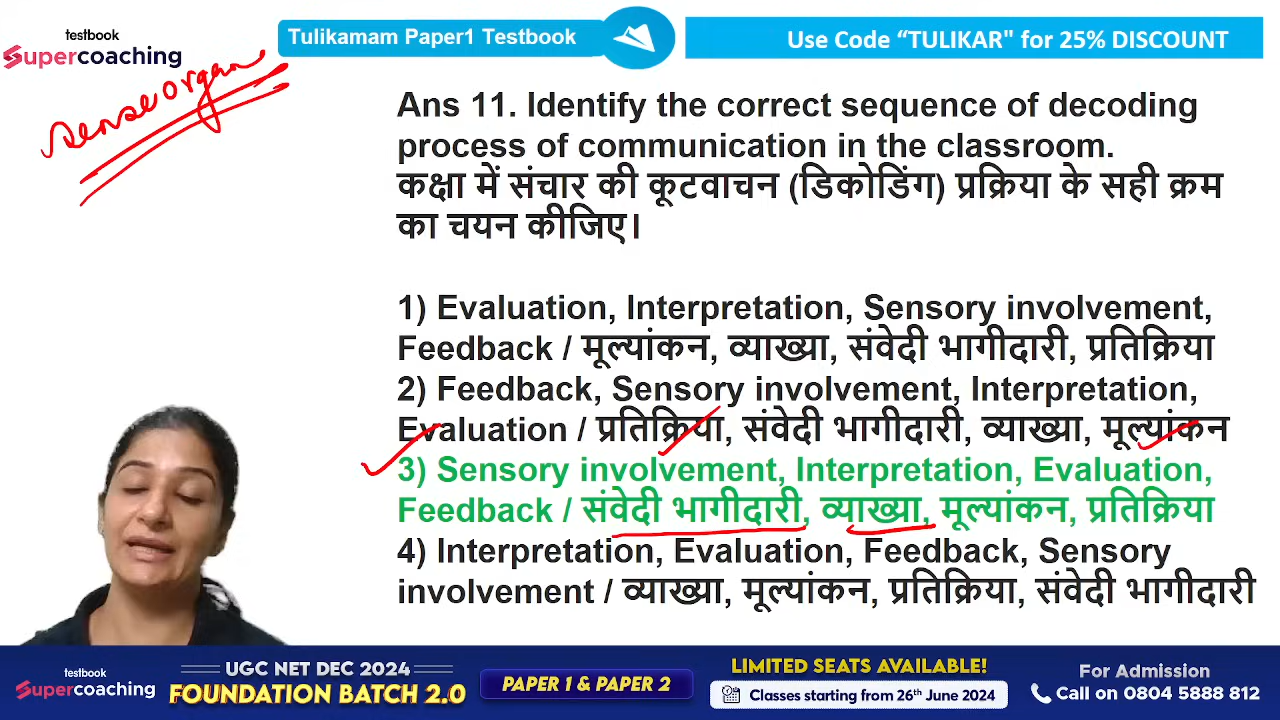 testbook
Supercoaching
Tulikamam Paper1 Testbook
Use Code “TULIKAR" for 25% DISCOUNT
sense organ
Ans 11. Identify the correct sequence of decoding
process of communication in the classroom.
कक्षा में संचार की कूटवाचन (डिकोडिंग) प्रक्रिया के सही क्रम
का चयन कीजिए।
1) Evaluation, Interpretation, Sensory involvement,
Feedback / मूल्यांकन, व्याख्या, संवेदी भागीदारी, प्रतिक्रिया
2) Feedback, Sensory involvement, Interpretation,
Evaluation / प्रतिक्रिया, संवेदी भागीदारी, व्याख्या, मूल्यांकन
3) Sensory involvement, Interpretation, Evaluation,
Feedback / संवेदी भागीदारी, व्याख्या, मूल्यांकन, प्रतिक्रिया
4) Interpretation, Evaluation, Feedback, Sensory
involvement / व्याख्या, मूल्यांकन, प्रतिक्रिया, संवेदी भागीदारी
testbook
Supercoaching
UGC NET DEC 2024
FOUNDATION BATCH 2.0
PAPER 1 & PAPER 2
LIMITED SEATS AVAILABLE!
Classes starting from 26th June 2024
For Admission
Call on 0804 5888 812